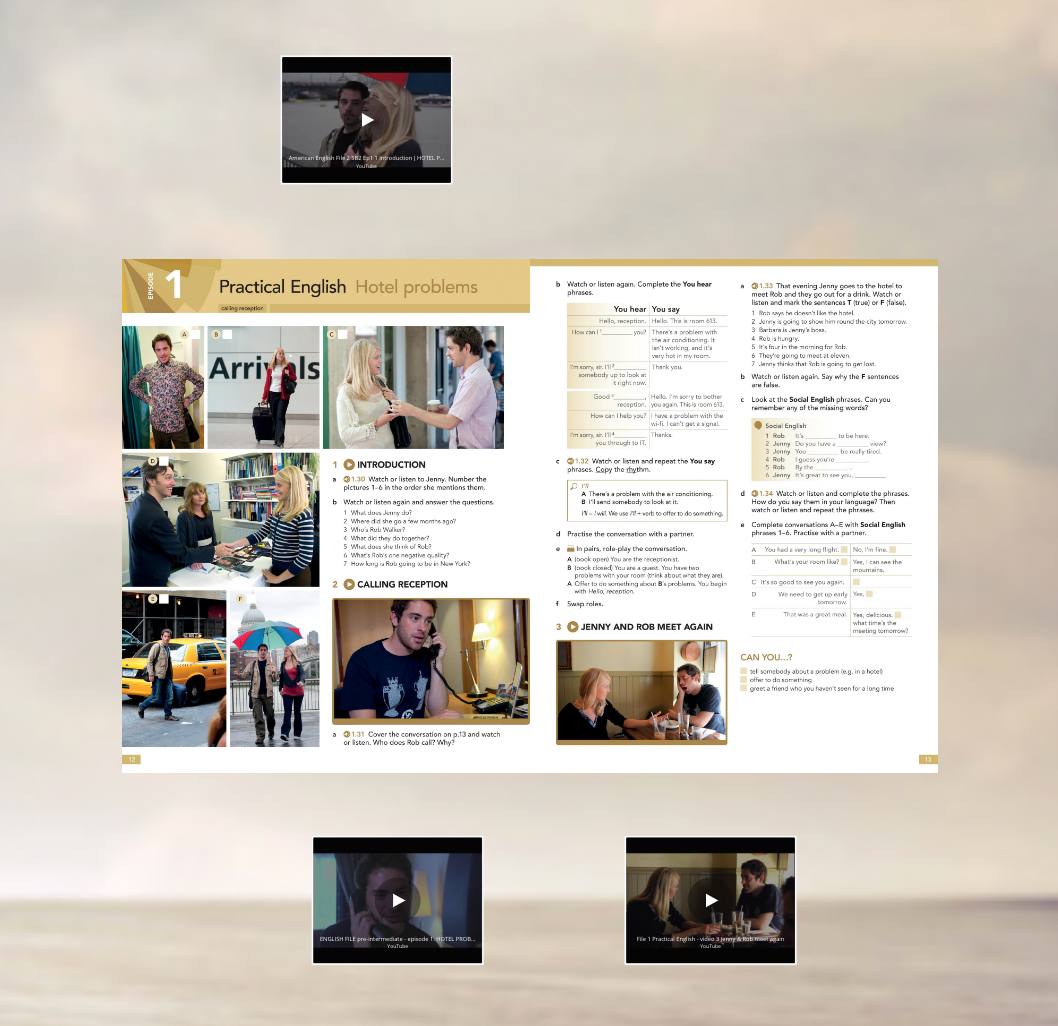 American English File 2 SB2 Ep1 1 Introduction | HOTEL P...
YouTube
EPISODE
1
Practical English Hotel problems
calling reception
A
B
C
Arrivals
D
E
F
1 INTRODUCTION
a 1.30 Watch or listen to Jenny. Number the
pictures 1–6 in the order she mentions them.
b Watch or listen again and answer the questions.
1 What does Jenny do?
2 Where did she go a few months ago?
3 Who's Rob Walker?
4 What did they do together?
5 What does she think of Rob?
6 What's Rob's one negative quality?
7 How long is Rob going to be in New York?
2 CALLING RECEPTION
a 1.31 Cover the conversation on p.13 and watch
or listen. Who does Rob call? Why?
12
b Watch or listen again. Complete the You hear
phrases.
You hear You say
Hello, reception. Hello. This is room 613.
How can I ¹________ you? There's a problem with
the air conditioning. It
isn't working, and it's
very hot in my room.
I'm sorry, sir. I'll ²________ Thank you.
somebody up to look at
it right now.
Good ³________, Hello. I'm sorry to bother
reception. you again. This is room 613.
How can I help you? I have a problem with the
wi-fi. I can't get a signal.
I'm sorry, sir. I'll ⁴________ Thanks.
you through to IT.
c 1.32 Watch or listen and repeat the You say
phrases. Copy the rhythm.
I'll
A There's a problem with the air conditioning.
B I'll send somebody to look at it.
I'll = I will. We use I'll + verb to offer to do something.
d Practise the conversation with a partner.
e In pairs, role-play the conversation.
A (book open) You are the receptionist.
B (book closed) You are a guest. You have two
problems with your room (think about what they are).
A Offer to do something about B's problems. You begin
with Hello, reception.
f Swap roles.
3 JENNY AND ROB MEET AGAIN
a 1.33 That evening Jenny goes to the hotel to
meet Rob and they go out for a drink. Watch or
listen and mark the sentences T (true) or F (false).
1 Rob says he doesn't like the hotel.
2 Jenny is going to show him round the city tomorrow.
3 Barbara is Jenny's boss.
4 Rob is hungry.
5 It's four in the morning for Rob.
6 They're going to meet at eleven.
7 Jenny thinks that Rob is going to get lost.
b Watch or listen again. Say why the F sentences
are false.
c Look at the Social English phrases. Can you
remember any of the missing words?
Social English
1 Rob It's ________ to be here.
2 Jenny Do you have a ________ view?
3 Jenny You ________ be really tired.
4 Rob I guess you're ________.
5 Rob By the ________.
6 Jenny It's great to see you, ________.
d 1.34 Watch or listen and complete the phrases.
How do you say them in your language? Then
watch or listen and repeat the phrases.
e Complete conversations A–E with Social English
phrases 1–6. Practise with a partner.
A You had a very long flight. No, I'm fine.
B What's your room like? Yes, I can see the
mountains.
C It's so good to see you again.
D We need to get up early Yes,
tomorrow.
E That was a great meal. Yes, delicious.
what time's the
meeting tomorrow?
CAN YOU...?
tell somebody about a problem (e.g. in a hotel)
offer to do something
greet a friend who you haven't seen for a long time
13
ENGLISH FILE pre-intermediate - episode 1: HOTEL PROB...
YouTube
File 1 Practical English - video 3 Jenny & Rob meet again
YouTube